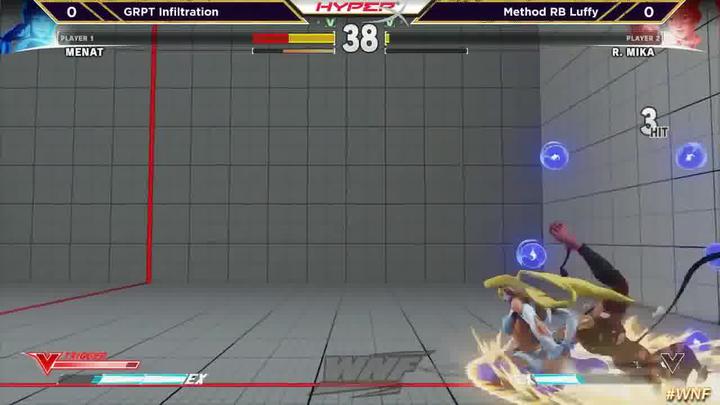 0 GRPT Infiltration HYPER Method RB Luffy 0
PLAYER 1 38 PLAYER 2
MENAT R. MIKA
3 HIT
TRIGGER
EX
WNF
#WNF